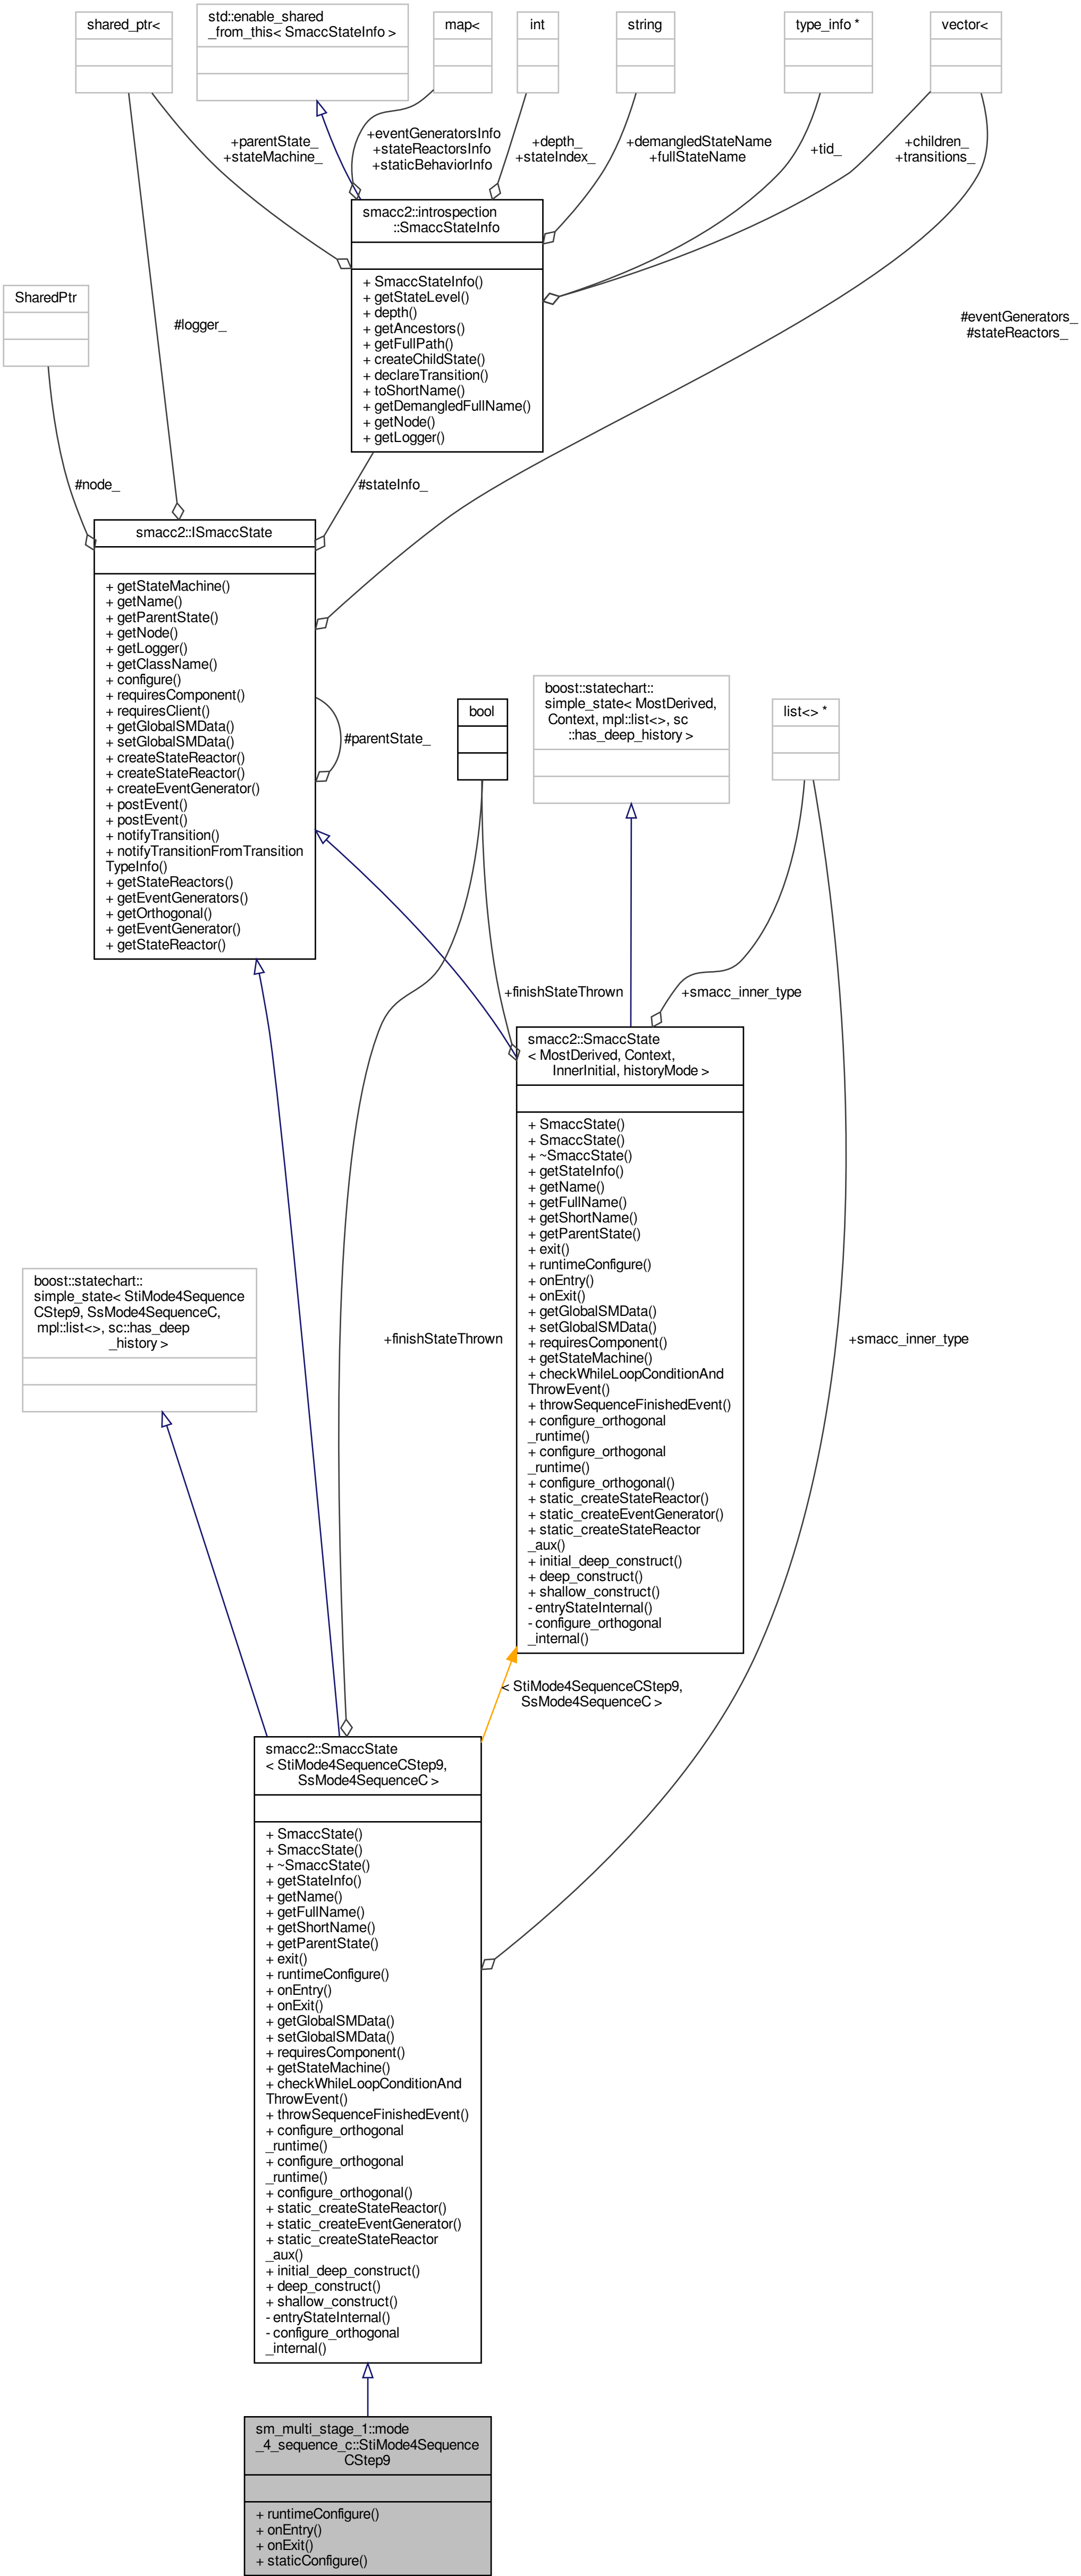 shared_ptr<
std::enable_shared
_from_this< SmaccStateInfo >
map<
int
string
type_info *
vector<
+parentState_
+stateMachine_
+eventGeneratorsInfo
+stateReactorsInfo
+staticBehaviorInfo
+depth_
+stateIndex_
+demangledStateName
+fullStateName
+tid_
+children_
+transitions_
smacc2::introspection
::SmaccStateInfo
+ SmaccStateInfo()
+ getStateLevel()
+ depth()
+ getAncestors()
+ getFullPath()
+ createChildState()
+ declareTransition()
+ toShortName()
+ getDemangledFullName()
+ getNode()
+ getLogger()
SharedPtr
#logger_
#eventGenerators_
#stateReactors_
#node_
#stateInfo_
smacc2::ISmaccState
+ getStateMachine()
+ getName()
+ getParentState()
+ getNode()
+ getLogger()
+ getClassName()
+ configure()
+ requiresComponent()
+ requiresClient()
+ getGlobalSMData()
+ setGlobalSMData()
+ createStateReactor()
+ createStateReactor()
+ createEventGenerator()
+ postEvent()
+ postEvent()
+ notifyTransition()
+ notifyTransitionFromTransition
TypeInfo()
+ getStateReactors()
+ getEventGenerators()
+ getOrthogonal()
+ getEventGenerator()
+ getStateReactor()
#parentState_
bool
boost::statechart::
simple_state< MostDerived,
Context, mpl::list<>, sc
::has_deep_history >
list<> *
+finishStateThrown
+smacc_inner_type
smacc2::SmaccState
< MostDerived, Context,
InnerInitial, historyMode >
+ SmaccState()
+ SmaccState()
+ ~SmaccState()
+ getStateInfo()
+ getName()
+ getFullName()
+ getShortName()
+ getParentState()
+ exit()
+ runtimeConfigure()
+ onEntry()
+ onExit()
+ getGlobalSMData()
+ setGlobalSMData()
+ requiresComponent()
+ getStateMachine()
+ checkWhileLoopConditionAnd
ThrowEvent()
+ throwSequenceFinishedEvent()
+ configure_orthogonal
_runtime()
+ configure_orthogonal
_runtime()
+ configure_orthogonal()
+ static_createStateReactor()
+ static_createEventGenerator()
+ static_createStateReactor
_aux()
+ initial_deep_construct()
+ deep_construct()
+ shallow_construct()
- entryStateInternal()
- configure_orthogonal
_internal()
boost::statechart::
simple_state< StiMode4Sequence
CStep9, SsMode4SequenceC,
mpl::list<>, sc::has_deep
_history >
+finishStateThrown
+smacc_inner_type
< StiMode4SequenceCStep9,
SsMode4SequenceC >
smacc2::SmaccState
< StiMode4SequenceCStep9,
SsMode4SequenceC >
+ SmaccState()
+ SmaccState()
+ ~SmaccState()
+ getStateInfo()
+ getName()
+ getFullName()
+ getShortName()
+ getParentState()
+ exit()
+ runtimeConfigure()
+ onEntry()
+ onExit()
+ getGlobalSMData()
+ setGlobalSMData()
+ requiresComponent()
+ getStateMachine()
+ checkWhileLoopConditionAnd
ThrowEvent()
+ throwSequenceFinishedEvent()
+ configure_orthogonal
_runtime()
+ configure_orthogonal
_runtime()
+ configure_orthogonal()
+ static_createStateReactor()
+ static_createEventGenerator()
+ static_createStateReactor
_aux()
+ initial_deep_construct()
+ deep_construct()
+ shallow_construct()
- entryStateInternal()
- configure_orthogonal
_internal()
sm_multi_stage_1::mode
_4_sequence_c::StiMode4Sequence
CStep9
+ runtimeConfigure()
+ onEntry()
+ onExit()
+ staticConfigure()